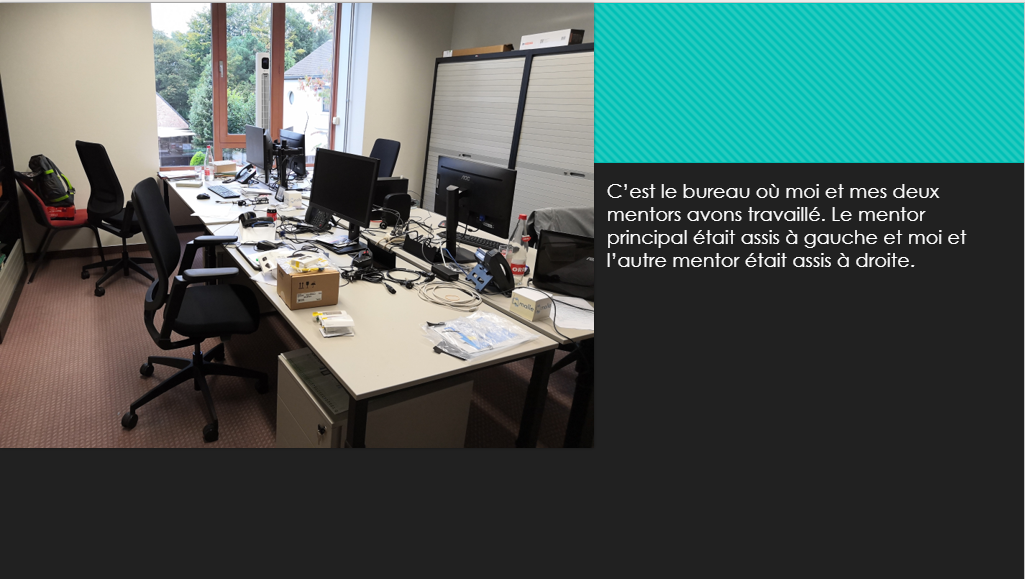 C'est le bureau où moi et mes deux
mentors avons travaillé. Le mentor
principal était assis à gauche et moi et
l'autre mentor était assis à droite.